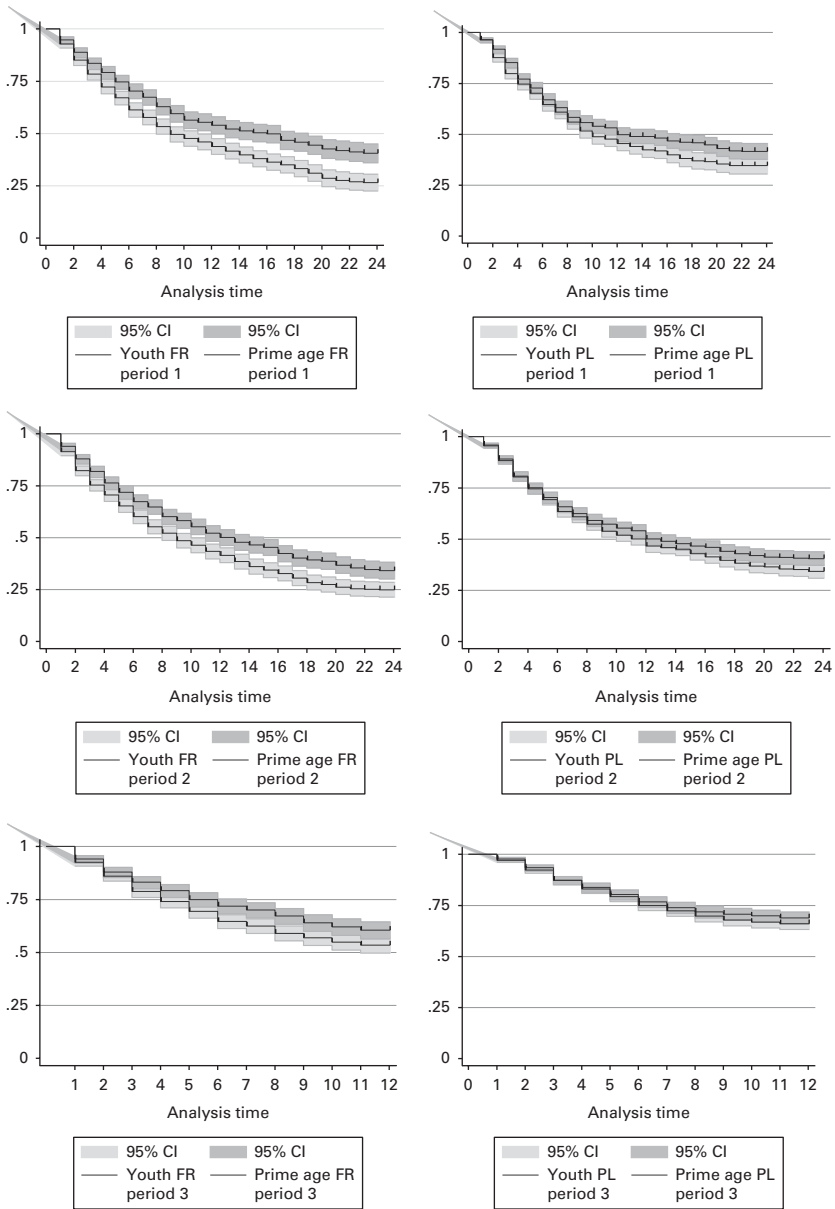 1
.75
.5
.25
0
0 2 4 6 8 10 12 14 16 18 20 22 24
Analysis time
95% CI 95% CI
Youth FR Prime age FR
period 1 period 1
1
.75
.5
.25
0
0 2 4 6 8 10 12 14 16 18 20 22 24
Analysis time
95% CI 95% CI
Youth PL Prime age PL
period 1 period 1
1
.75
.5
.25
0
0 2 4 6 8 10 12 14 16 18 20 22 24
Analysis time
95% CI 95% CI
Youth FR Prime age FR
period 2 period 2
1
.75
.5
.25
0
0 2 4 6 8 10 12 14 16 18 20 22 24
Analysis time
95% CI 95% CI
Youth PL Prime age PL
period 2 period 2
1
.75
.5
.25
0
1 2 3 4 5 6 7 8 9 10 11 12
Analysis time
95% CI 95% CI
Youth FR Prime age FR
period 3 period 3
1
.75
.5
.25
0
0 1 2 3 4 5 6 7 8 9 10 11 12
Analysis time
95% CI 95% CI
Youth PL Prime age PL
period 3 period 3